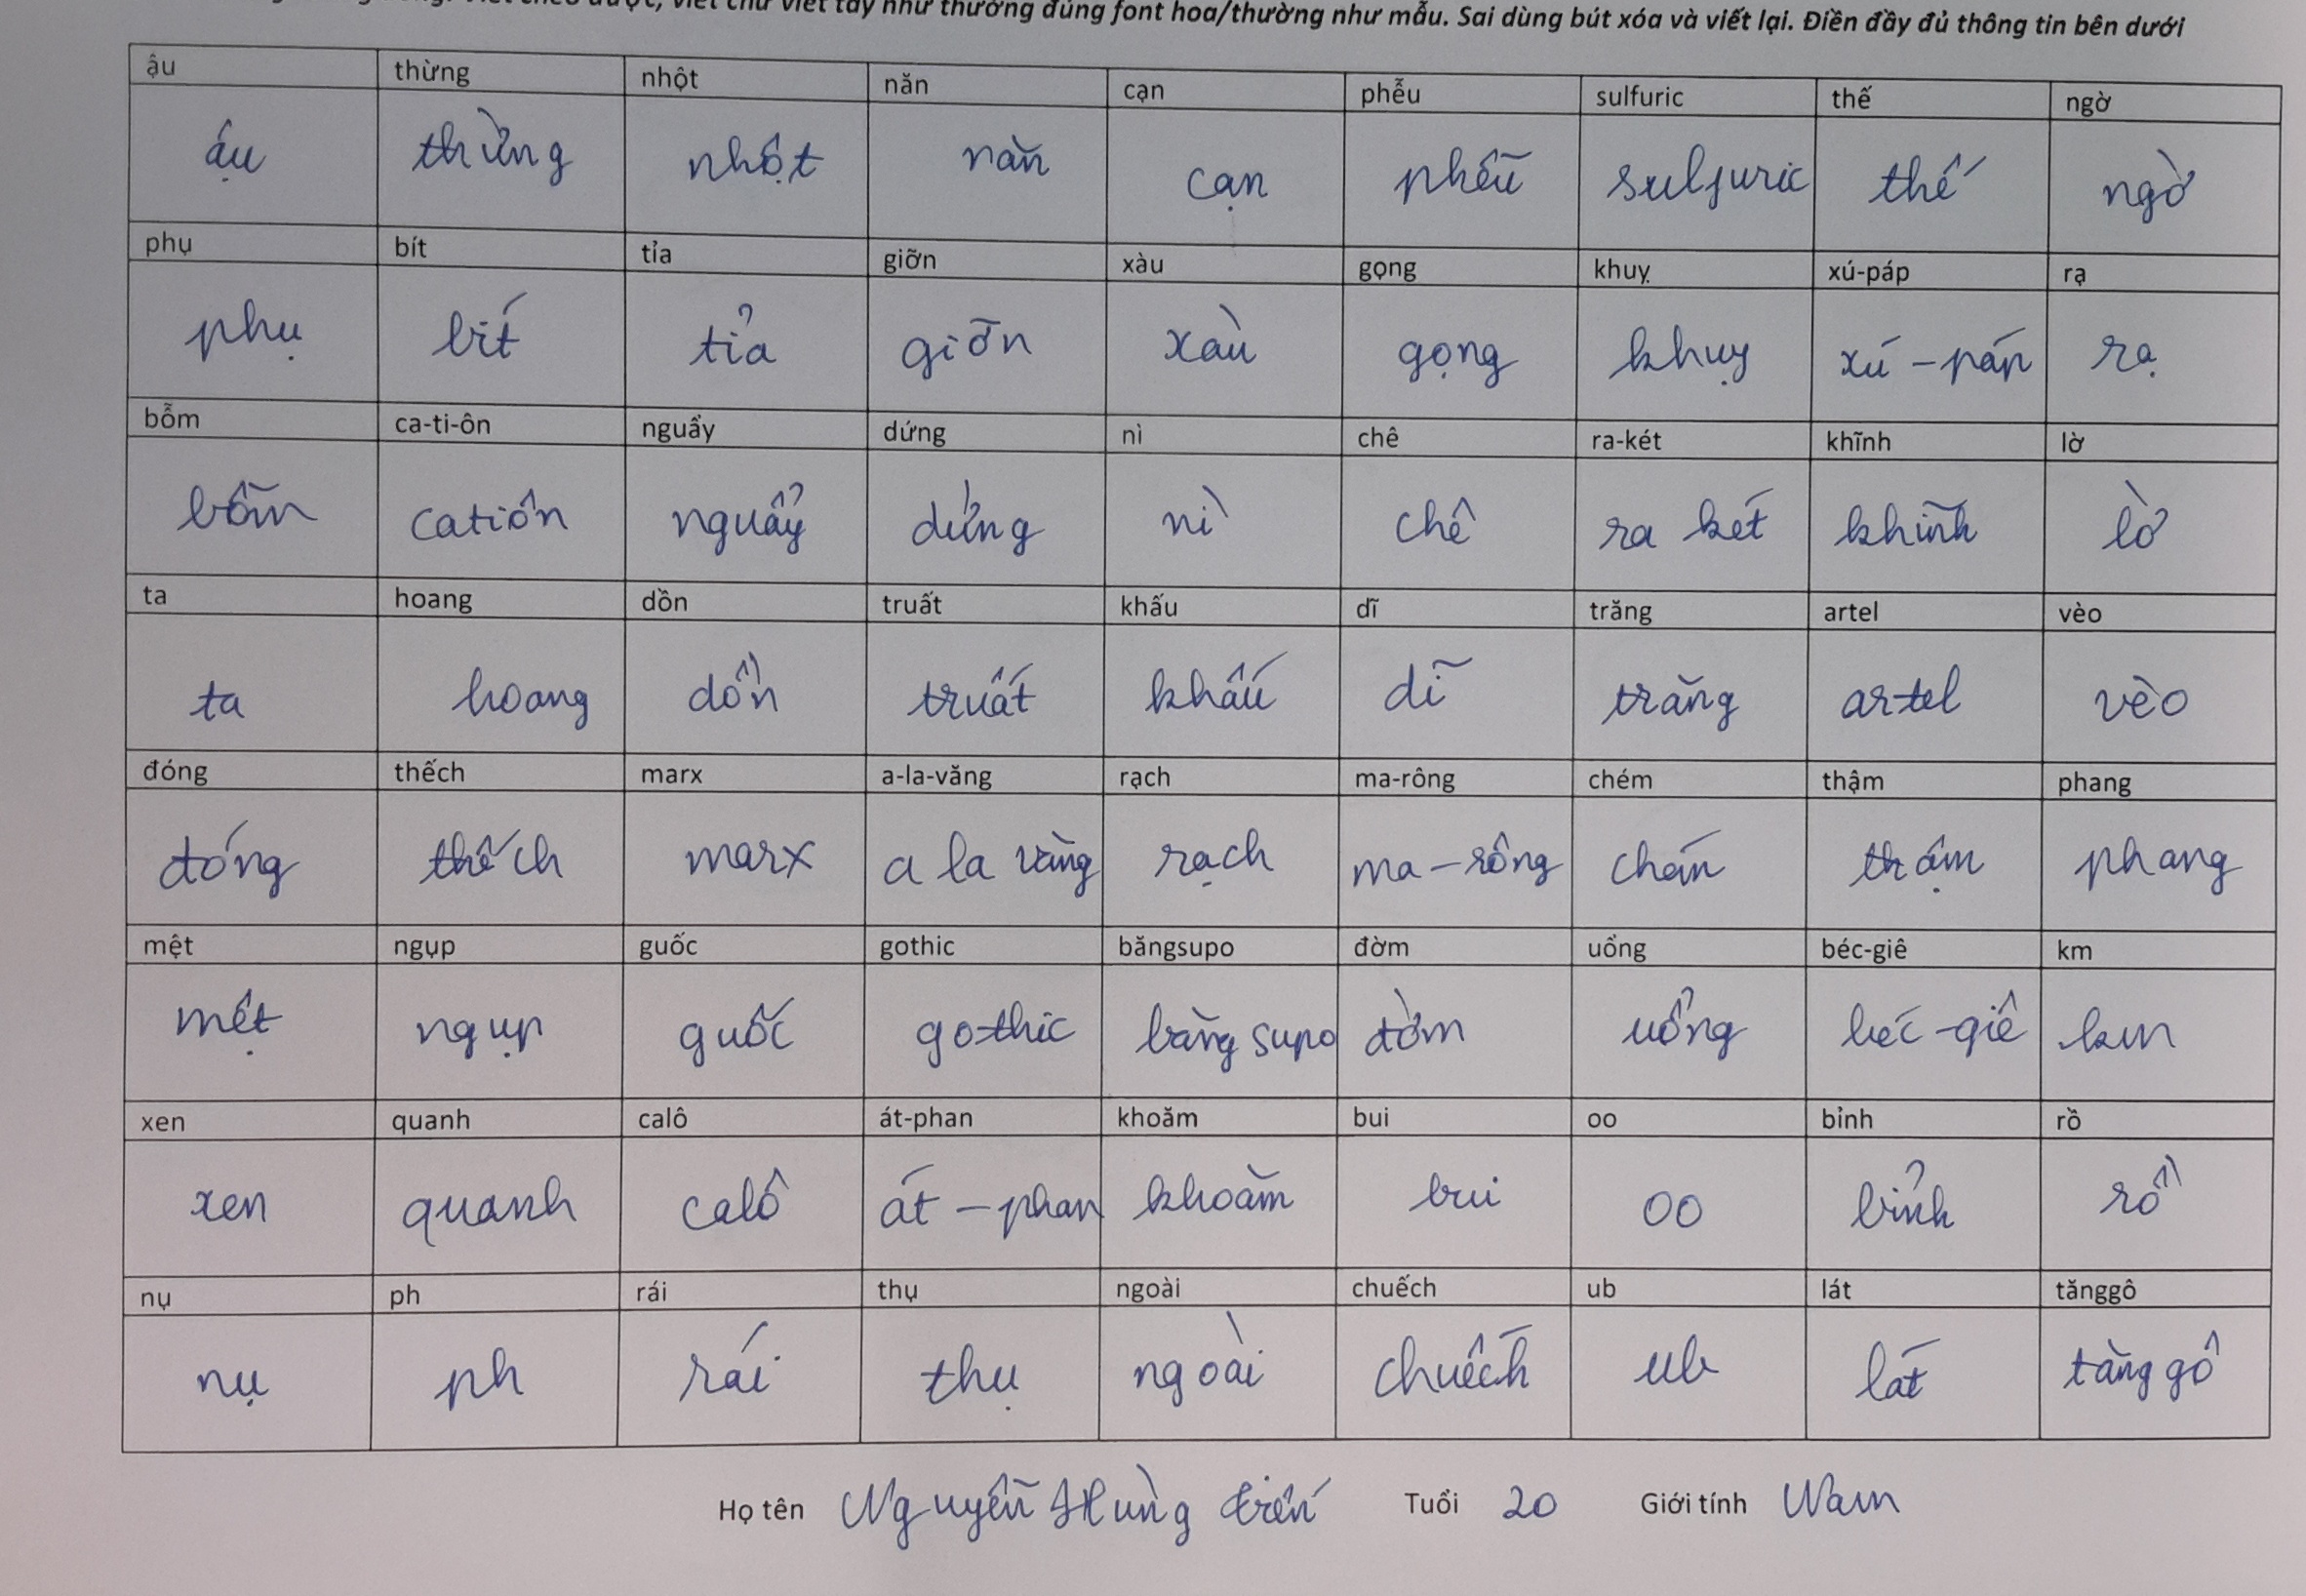 viết chữ viết tay như thường đúng font hoa/thường như mẫu. Sai dùng bút xóa và viết lại. Điền đầy đủ thông tin bên dưới
ậu thừng nhột năn cạn phễu sulfuric thế ngờ
ậu thừng nhột năn cạn phễu sulfuric thế ngờ
phụ bít tỉa giỡn xàu gọng khuỵ xú-páp rạ
phụ bít tỉa giỡn xàu gọng khuỵ xú-páp rạ
bỗm ca-ti-ôn nguẩy dứng nì chê ra-két khĩnh lờ
bỗm catiôn nguẩy dứng nì chê ra két khĩnh lờ
ta hoang dồn truất khấu dĩ trăng artel vèo
ta hoang dồn truất khấu dĩ trăng artel vèo
đóng thếch marx a-la-văng rạch ma-rông chém thậm phang
đóng thếch marx a la văng rạch ma-rông chém thậm phang
mệt ngụp guốc gothic băngsupo đờm uổng béc-giê km
mệt ngụp guốc gothic băng supo đờm uổng béc-giê km
xen quanh calô át-phan khoăm bui oo bỉnh rồ
xen quanh calô át-phan khoăm bui oo bỉnh rồ
nụ ph rái thụ ngoài chuếch ub lát tănggô
nụ ph rái thụ ngoài chuếch ub lát tăng gô
Họ tên Nguyễn Hùng Tuổi 20 Giới tính Nam